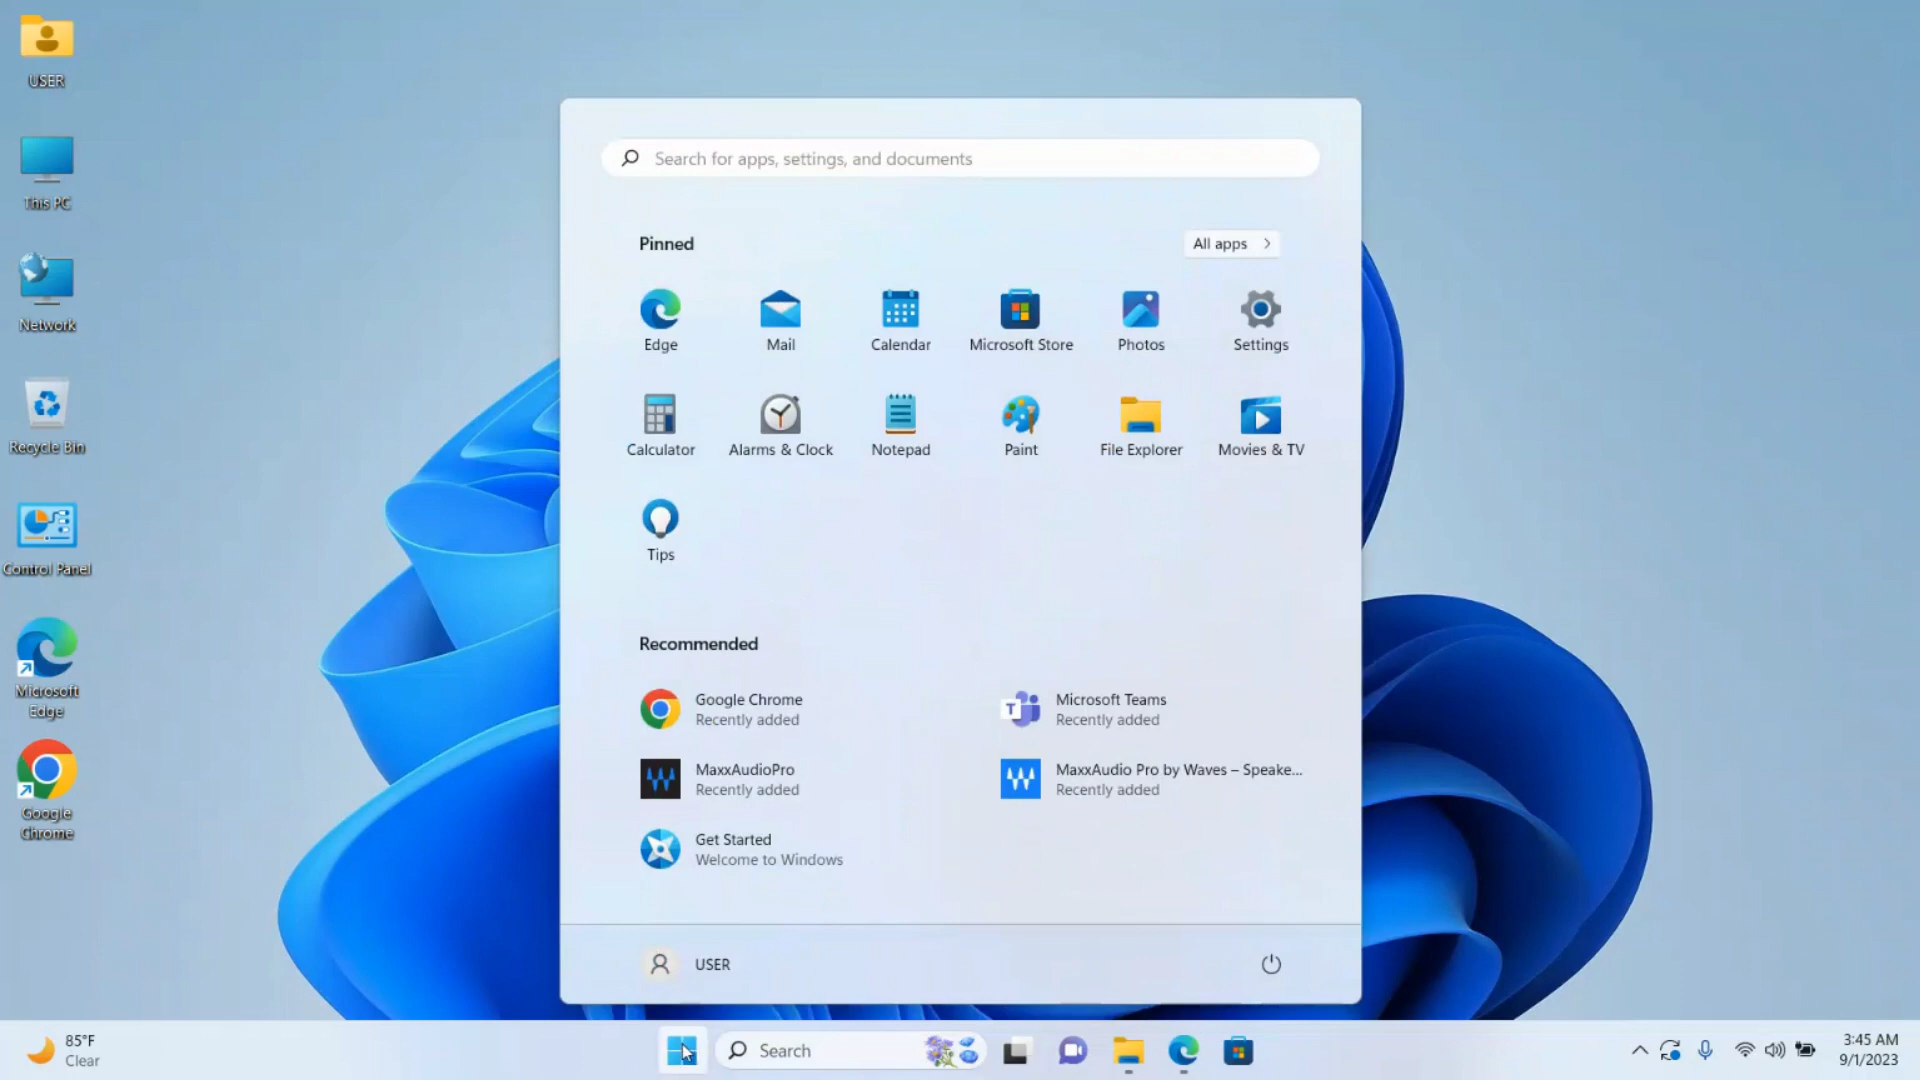 USER
This PC
Network
Recycle Bin
Control Panel
Microsoft
Edge
Google
Chrome
Search for apps, settings, and documents
Pinned
All apps
Edge
Mail
Calendar
Microsoft Store
Photos
Settings
Calculator
Alarms & Clock
Notepad
Paint
File Explorer
Movies & TV
Tips
Recommended
Google Chrome
Recently added
Microsoft Teams
Recently added
MaxxAudioPro
Recently added
MaxxAudio Pro by Waves – Speake...
Recently added
Get Started
Welcome to Windows
USER
85°F
Clear
Search
3:45 AM
9/1/2023